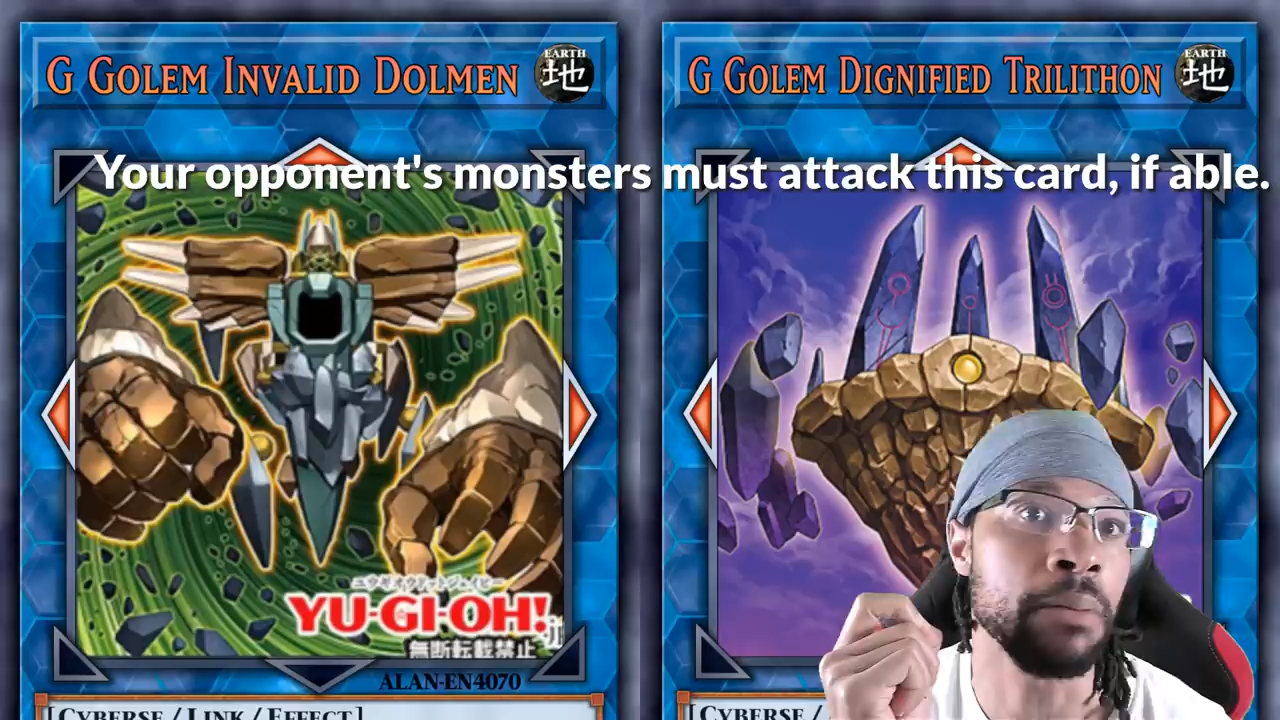 G GOLEM INVALID DOLMEN
EARTH
地
G GOLEM DIGNIFIED TRILITHON
EARTH
地
Your opponent's monsters must attack this card, if able.
YU-GI-OH!
無断転載禁止
ALAN-EN4070
[CYBERSE / LINK / EFFECT]
[CYBERSE /